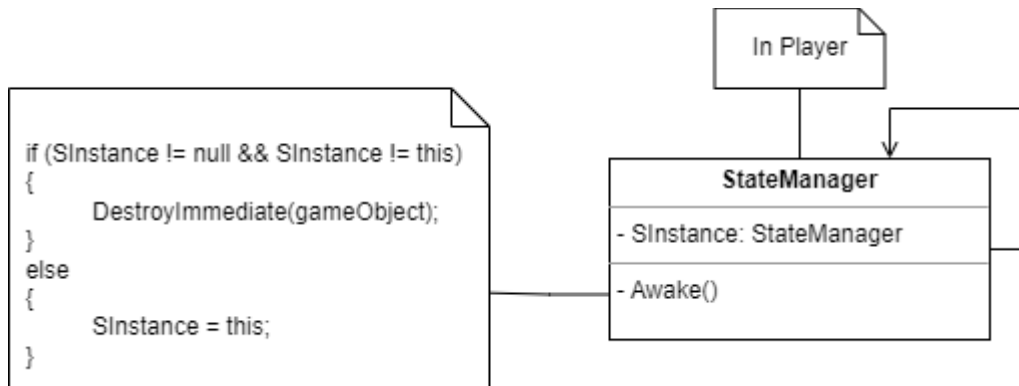 In Player
if (SInstance != null && SInstance != this)
{
DestroyImmediate(gameObject);
}
else
{
SInstance = this;
}
StateManager
- SInstance: StateManager
- Awake()